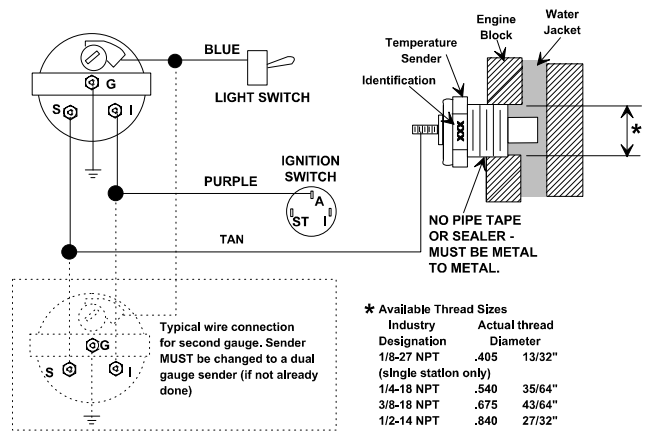 Engine
Block
Water
Jacket
Temperature
Sender
Identification
BLUE
LIGHT SWITCH
G
S
I
XXX
*
IGNITION
SWITCH
PURPLE
A
ST
I
TAN
NO PIPE TAPE
OR SEALER -
MUST BE METAL
TO METAL.
Typical wire connection
for second gauge. Sender
MUST be changed to a dual
gauge sender (if not already
done)
G
S
I
* Available Thread Sizes
Industry Actual thread
Designation Diameter
1/8-27 NPT .405 13/32"
(single station only)
1/4-18 NPT .540 35/64"
3/8-18 NPT .675 43/64"
1/2-14 NPT .840 27/32"